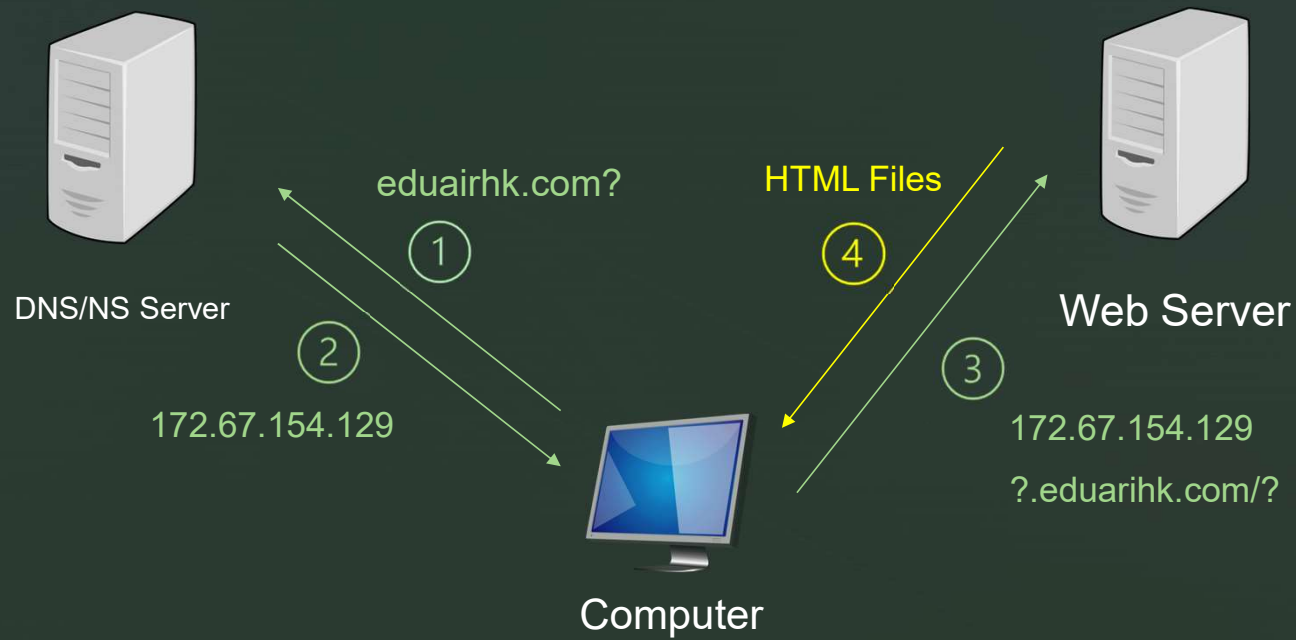 eduairhk.com?
1
DNS/NS Server
2
172.67.154.129
HTML Files
4
Web Server
3
172.67.154.129
?.eduarihk.com/?
Computer